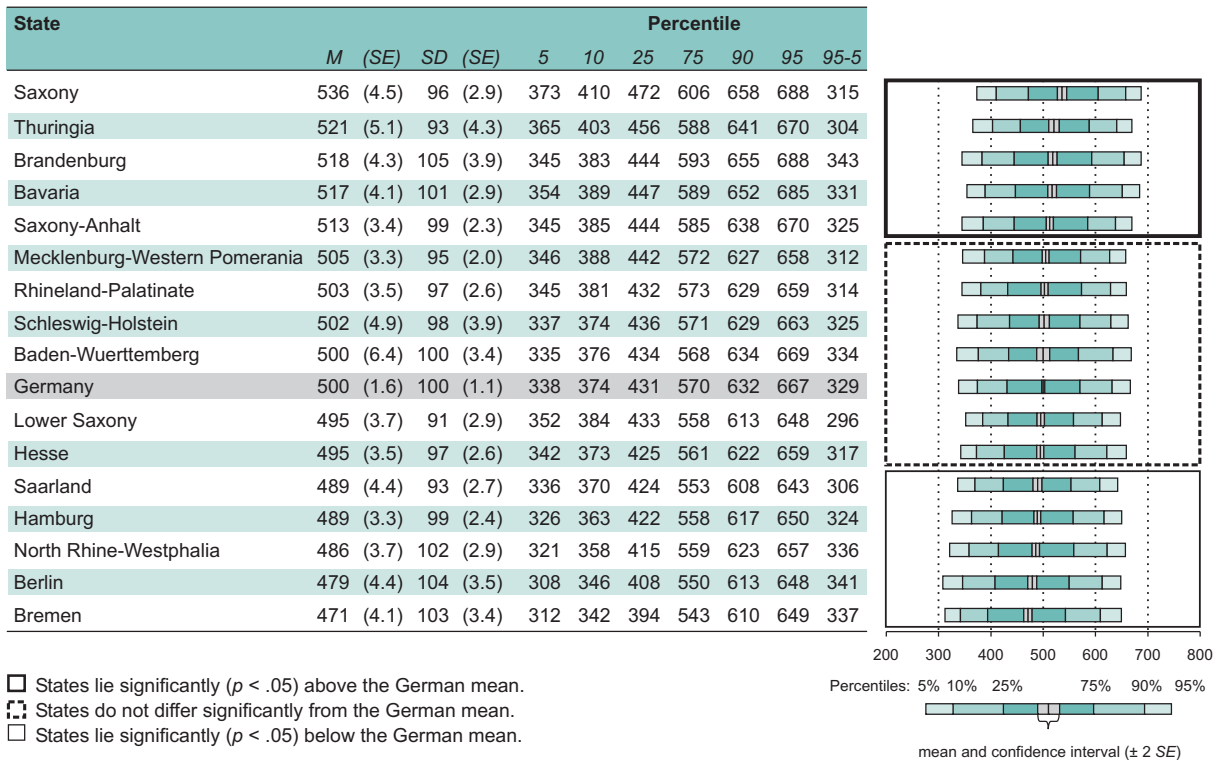 State Percentile
M (SE) SD (SE) 5 10 25 75 90 95 95-5
Saxony 536 (4.5) 96 (2.9) 373 410 472 606 658 688 315
Thuringia 521 (5.1) 93 (4.3) 365 403 456 588 641 670 304
Brandenburg 518 (4.3) 105 (3.9) 345 383 444 593 655 688 343
Bavaria 517 (4.1) 101 (2.9) 354 389 447 589 652 685 331
Saxony-Anhalt 513 (3.4) 99 (2.3) 345 385 444 585 638 670 325
Mecklenburg-Western Pomerania 505 (3.3) 95 (2.0) 346 388 442 572 627 658 312
Rhineland-Palatinate 503 (3.5) 97 (2.6) 345 381 432 573 629 659 314
Schleswig-Holstein 502 (4.9) 98 (3.9) 337 374 436 571 629 663 325
Baden-Wuerttemberg 500 (6.4) 100 (3.4) 335 376 434 568 634 669 334
Germany 500 (1.6) 100 (1.1) 338 374 431 570 632 667 329
Lower Saxony 495 (3.7) 91 (2.9) 352 384 433 558 613 648 296
Hesse 495 (3.5) 97 (2.6) 342 373 425 561 622 659 317
Saarland 489 (4.4) 93 (2.7) 336 370 424 553 608 643 306
Hamburg 489 (3.3) 99 (2.4) 326 363 422 558 617 650 324
North Rhine-Westphalia 486 (3.7) 102 (2.9) 321 358 415 559 623 657 336
Berlin 479 (4.4) 104 (3.5) 308 346 408 550 613 648 341
Bremen 471 (4.1) 103 (3.4) 312 342 394 543 610 649 337
200 300 400 500 600 700 800
States lie significantly (p < .05) above the German mean.
States do not differ significantly from the German mean.
States lie significantly (p < .05) below the German mean.
Percentiles: 5% 10% 25% 75% 90% 95%
mean and confidence interval (± 2 SE)